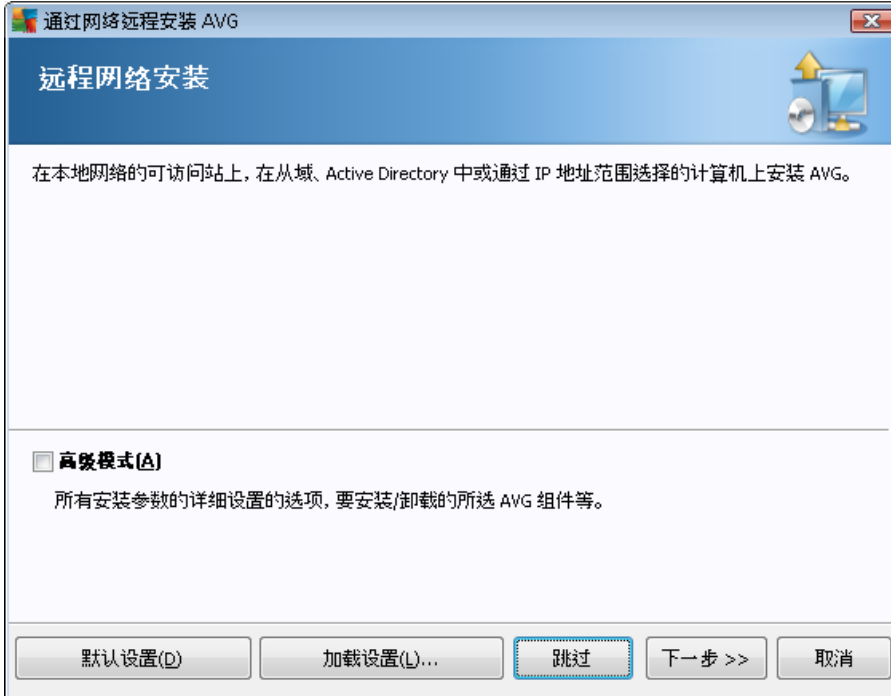 通过网络远程安装 AVG
远程网络安装
在本地网络的可访问站上，在从域、Active Directory 中或通过 IP 地址范围选择的计算机上安装 AVG。
高级模式(A)
所有安装参数的详细设置的选项，要安装/卸载的所选 AVG 组件等。
默认设置(D)
加载设置(L)...
跳过
下一步 >>
取消